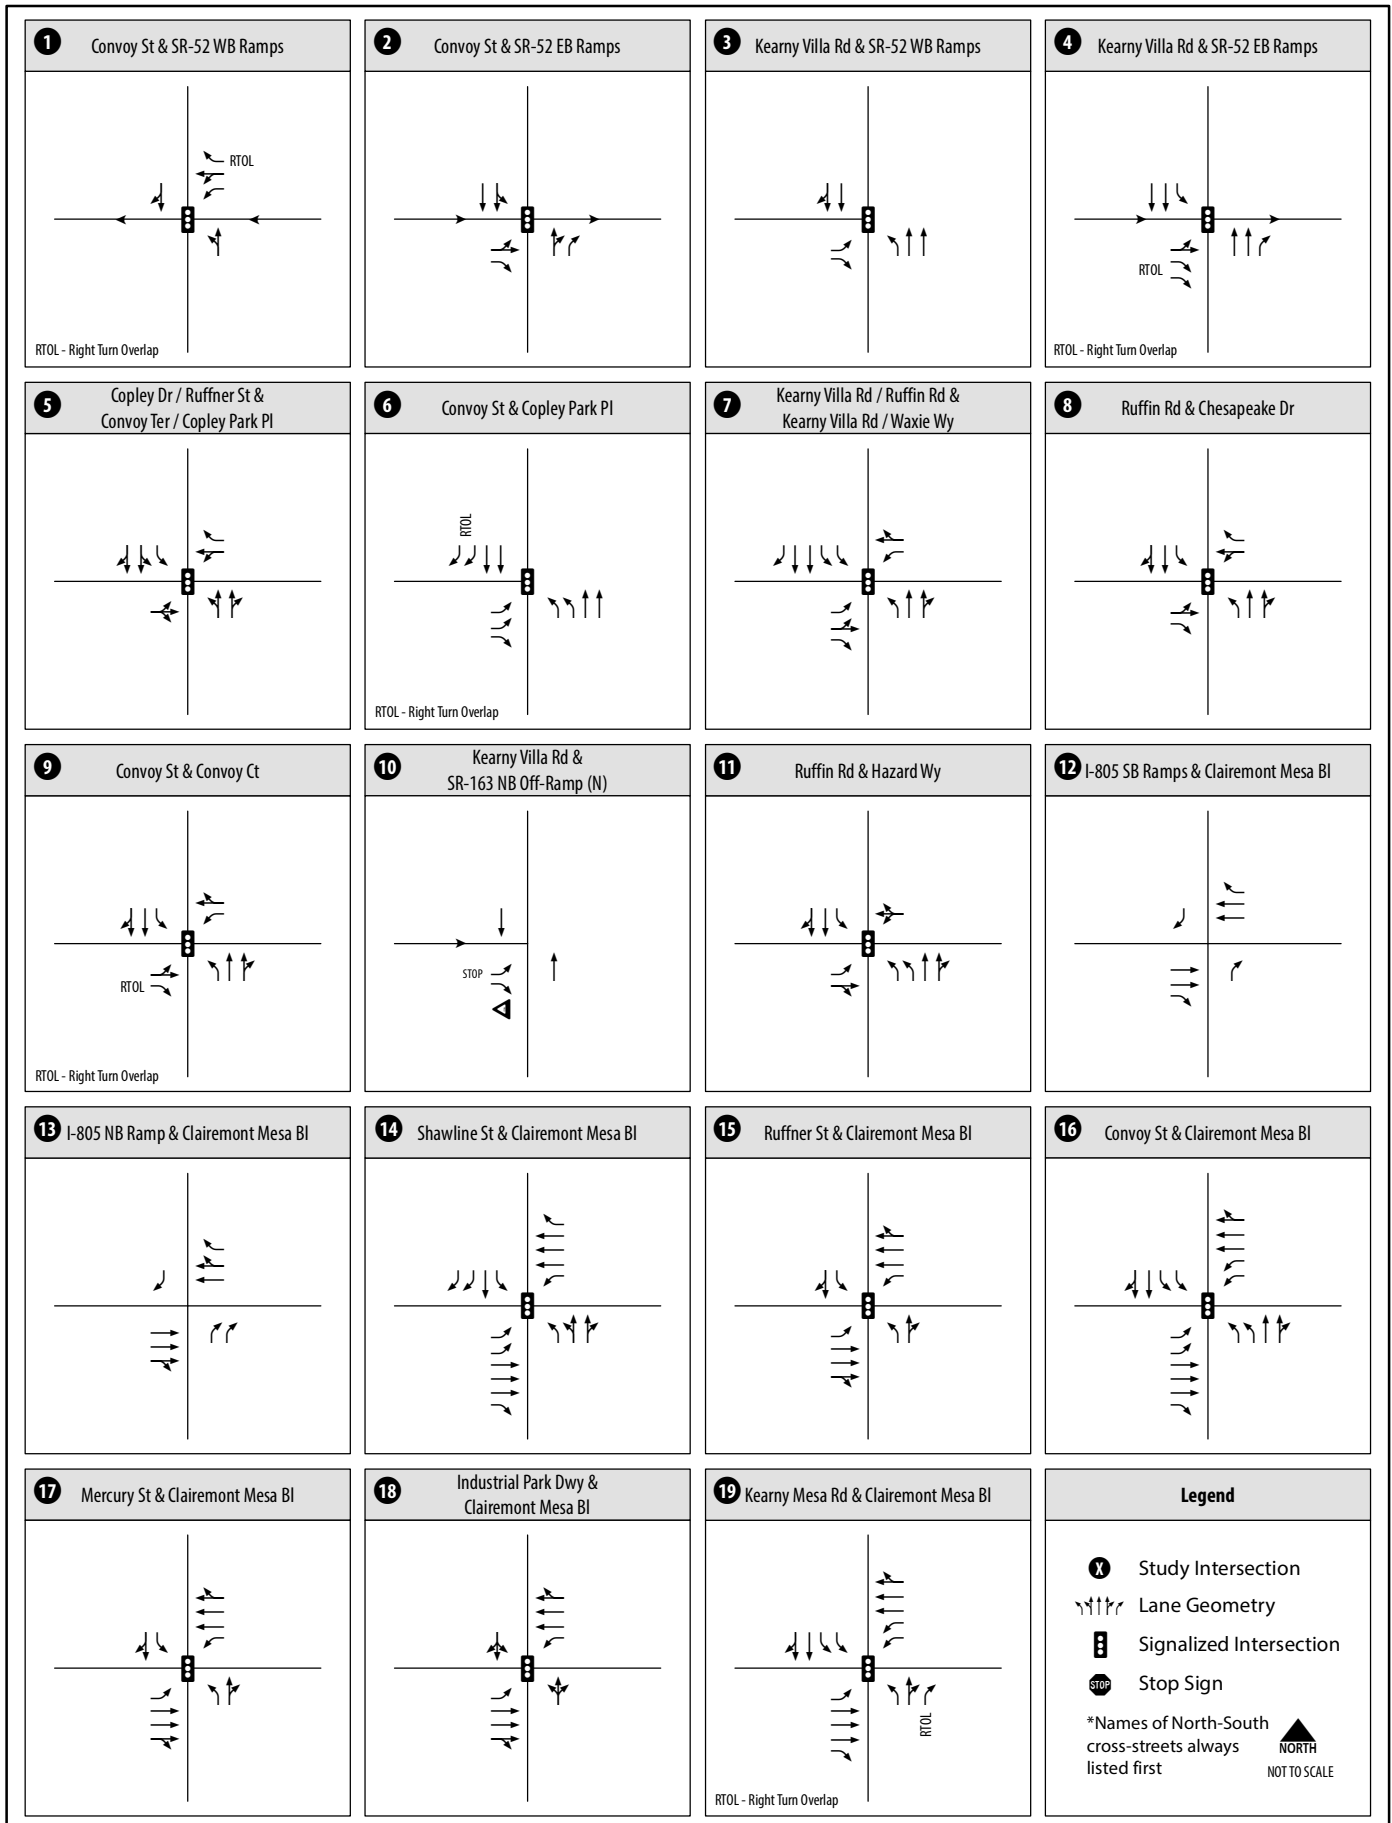 1 Convoy St & SR-52 WB Ramps
RTOL
RTOL - Right Turn Overlap
2 Convoy St & SR-52 EB Ramps
3 Kearny Villa Rd & SR-52 WB Ramps
4 Kearny Villa Rd & SR-52 EB Ramps
RTOL
RTOL - Right Turn Overlap
5 Copley Dr / Ruffner St &
Convoy Ter / Copley Park Pl
6 Convoy St & Copley Park Pl
RTOL
RTOL - Right Turn Overlap
7 Kearny Villa Rd / Ruffin Rd &
Kearny Villa Rd / Waxie Wy
8 Ruffin Rd & Chesapeake Dr
9 Convoy St & Convoy Ct
RTOL
RTOL - Right Turn Overlap
10 Kearny Villa Rd &
SR-163 NB Off-Ramp (N)
STOP
11 Ruffin Rd & Hazard Wy
12 I-805 SB Ramps & Clairemont Mesa Bl
13 I-805 NB Ramp & Clairemont Mesa Bl
14 Shawline St & Clairemont Mesa Bl
15 Ruffner St & Clairemont Mesa Bl
16 Convoy St & Clairemont Mesa Bl
17 Mercury St & Clairemont Mesa Bl
18 Industrial Park Dwy &
Clairemont Mesa Bl
19 Kearny Mesa Rd & Clairemont Mesa Bl
RTOL
RTOL - Right Turn Overlap
Legend
X Study Intersection
Lane Geometry
Signalized Intersection
STOP Stop Sign
*Names of North-South
cross-streets always
listed first
NORTH
NOT TO SCALE